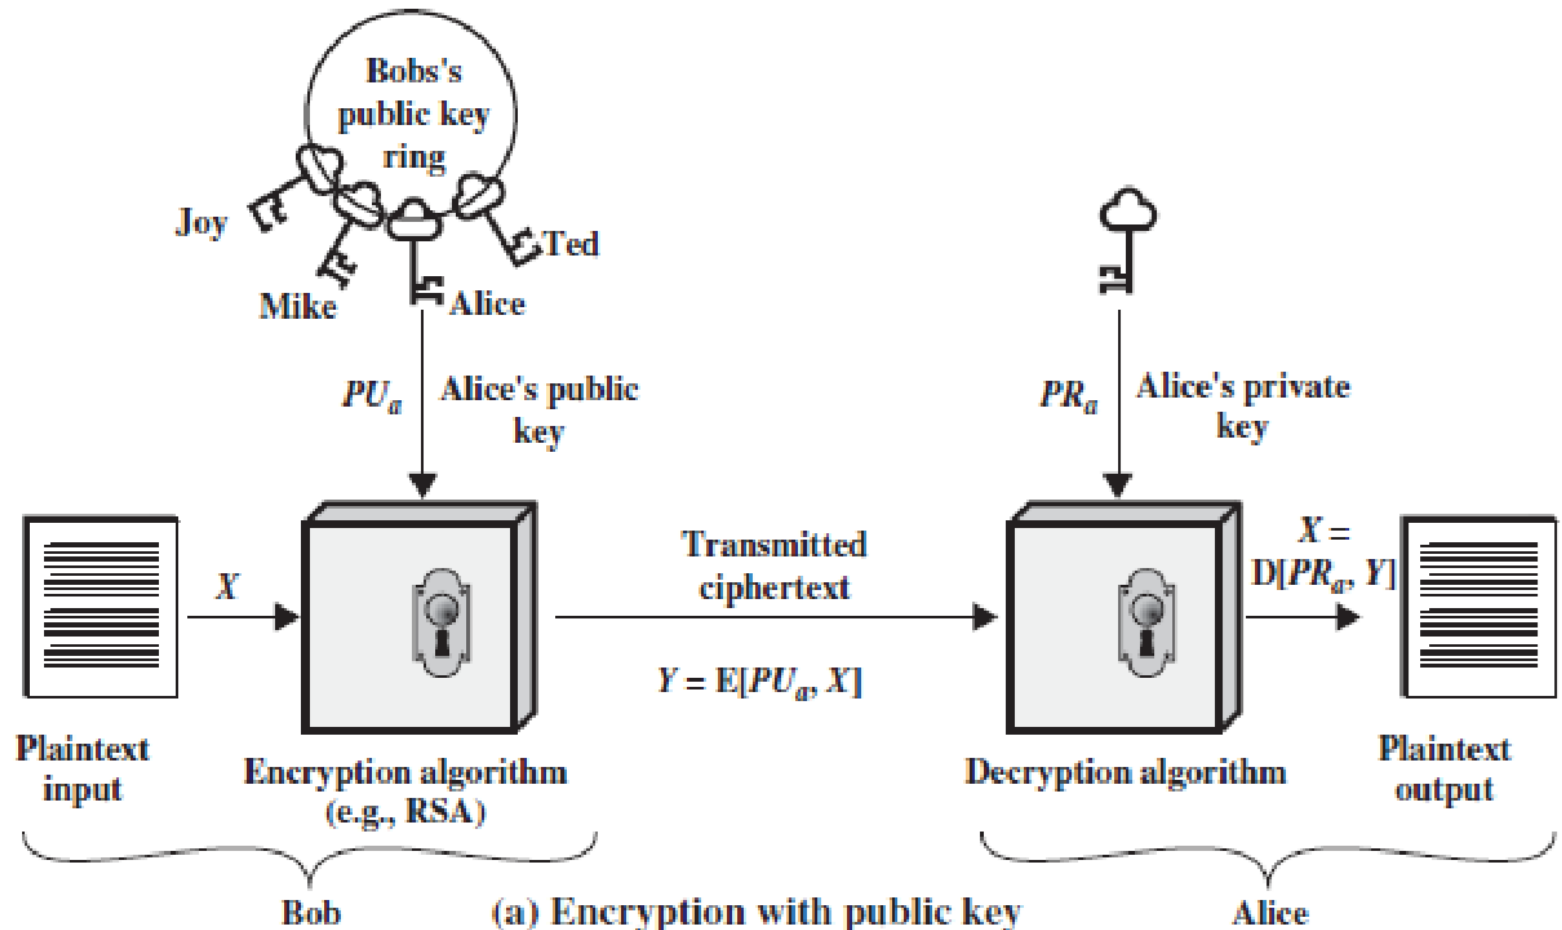 Bobs's
public key
ring
Joy
Ted
Mike
Alice
PUa
Alice's public
key
PRa
Alice's private
key
X
Transmitted
ciphertext
X =
D[PRa, Y]
Y = E[PUa, X]
Plaintext
input
Encryption algorithm
(e.g., RSA)
Decryption algorithm
Plaintext
output
Bob
(a) Encryption with public key
Alice